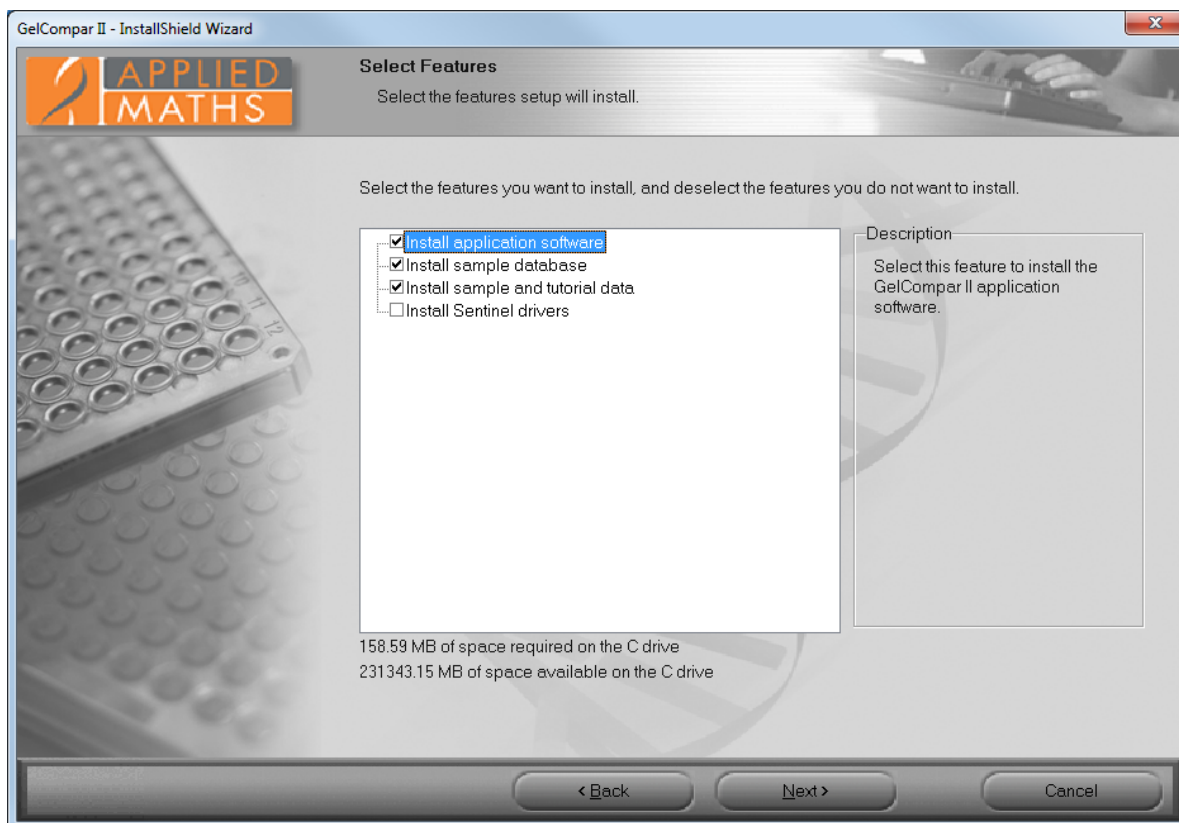 GelCompar II - InstallShield Wizard
APPLIED
MATHS
Select Features
Select the features setup will install.
Select the features you want to install, and deselect the features you do not want to install.
Install application software
Install sample database
Install sample and tutorial data
Install Sentinel drivers
Description
Select this feature to install the
GelCompar II application
software.
158.59 MB of space required on the C drive
231343.15 MB of space available on the C drive
10
11
12
< Back
Next >
Cancel